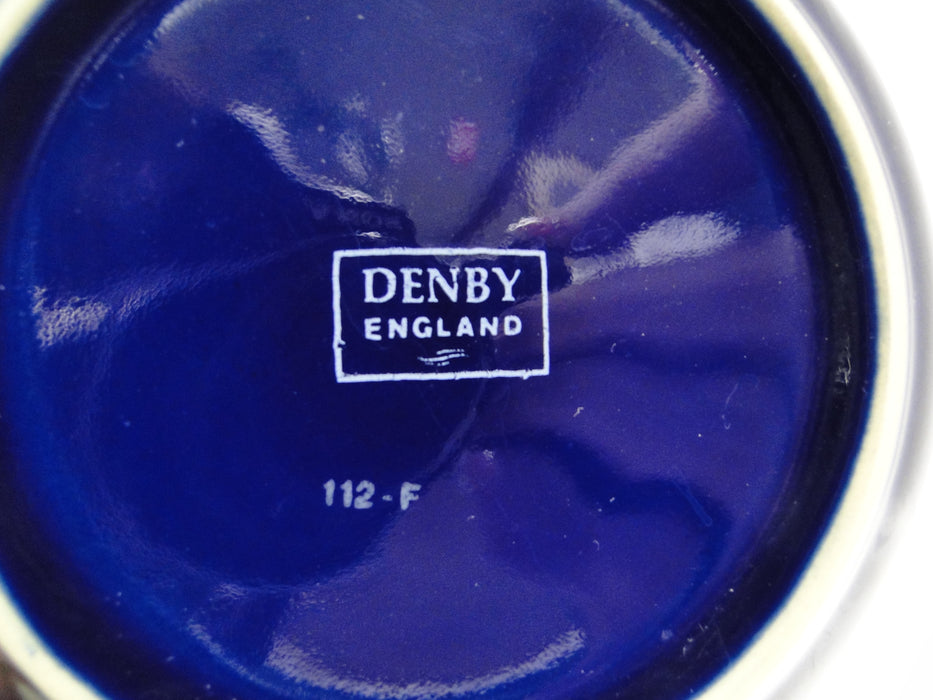 DENBY
ENGLAND
112-F